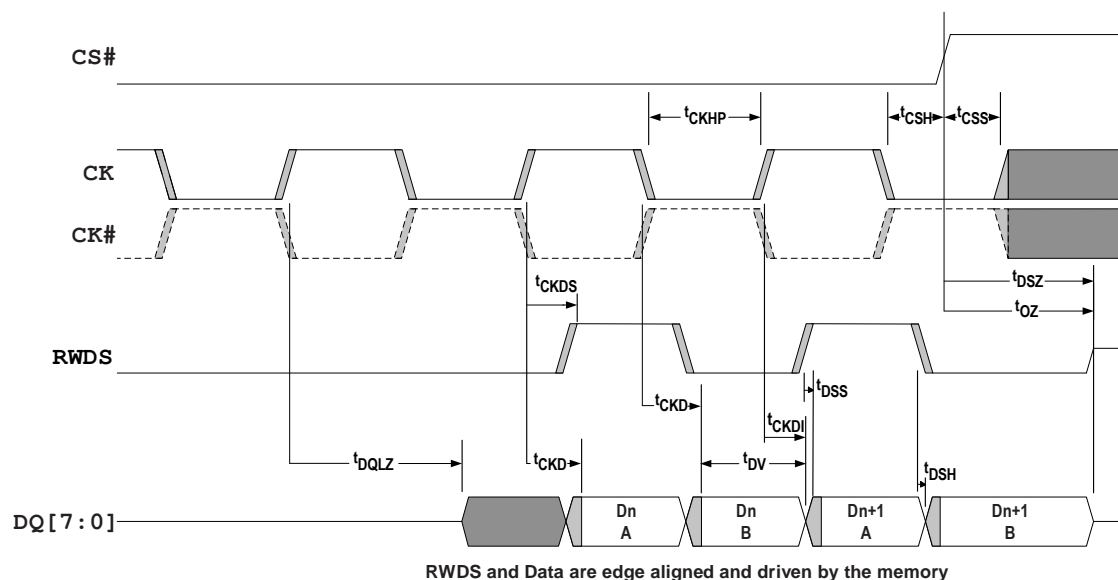 CS#
tCKHP
tCSH
tCSS
CK
CK#
tCKDS
tDSZ
tOZ
RWDS
tDSS
tCKD
tCKDI
tDQLZ
tCKD
tDV
tDSH
DQ[7:0]
Dn
A
Dn
B
Dn+1
A
Dn+1
B
RWDS and Data are edge aligned and driven by the memory